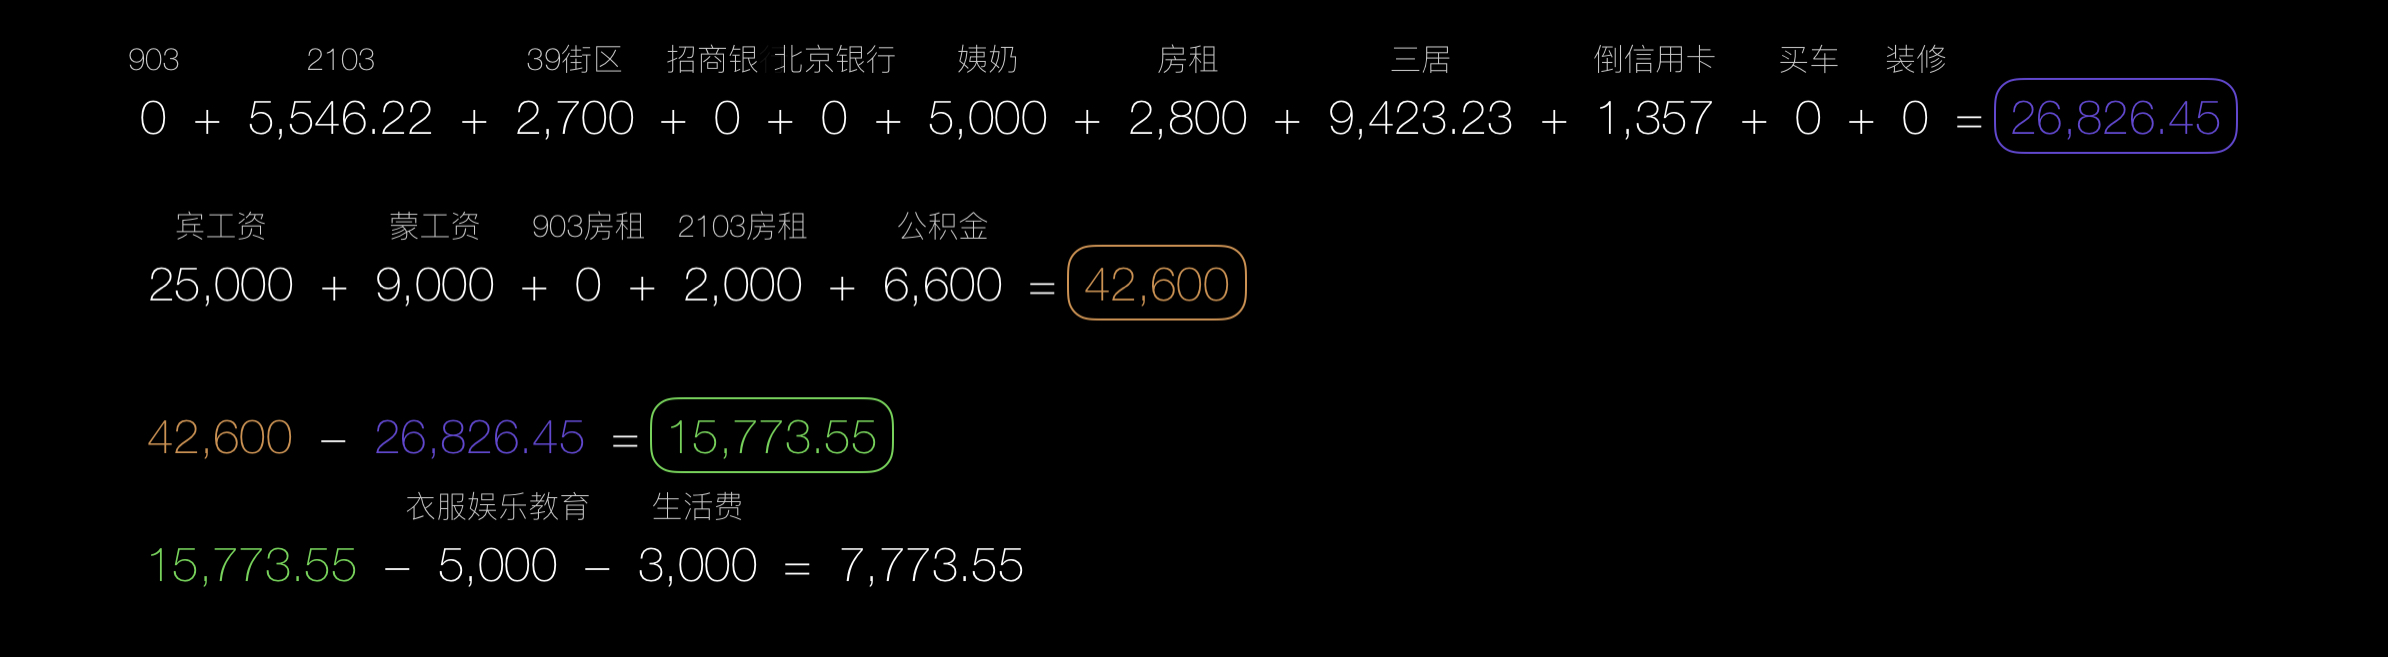 903 2103 39街区 招商银行 北京银行 姨奶 房租 三居 倒信用卡 买车 装修
0 + 5,546.22 + 2,700 + 0 + 0 + 5,000 + 2,800 + 9,423.23 + 1,357 + 0 + 0 = 26,826.45
宾工资 蒙工资 903房租 2103房租 公积金
25,000 + 9,000 + 0 + 2,000 + 6,600 = 42,600
42,600 − 26,826.45 = 15,773.55
衣服娱乐教育 生活费
15,773.55 − 5,000 − 3,000 = 7,773.55